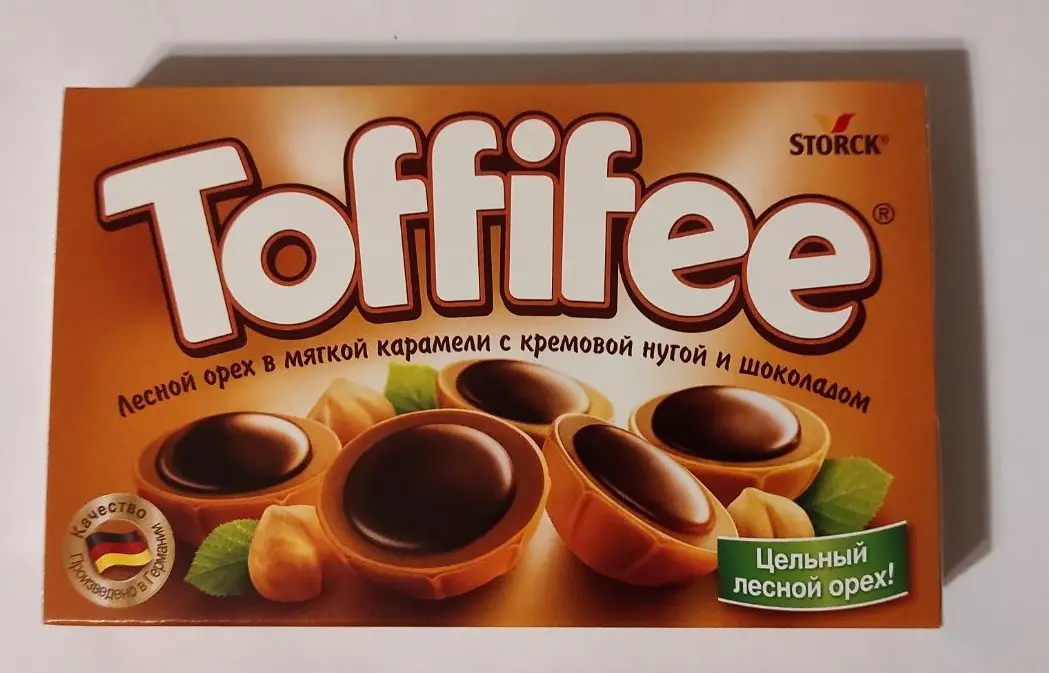 STORCK®
Toffifee®
Лесной орех в мягкой карамели с кремовой нугой и шоколадом
Качество
Произведено в Германии
Цельный
лесной орех!